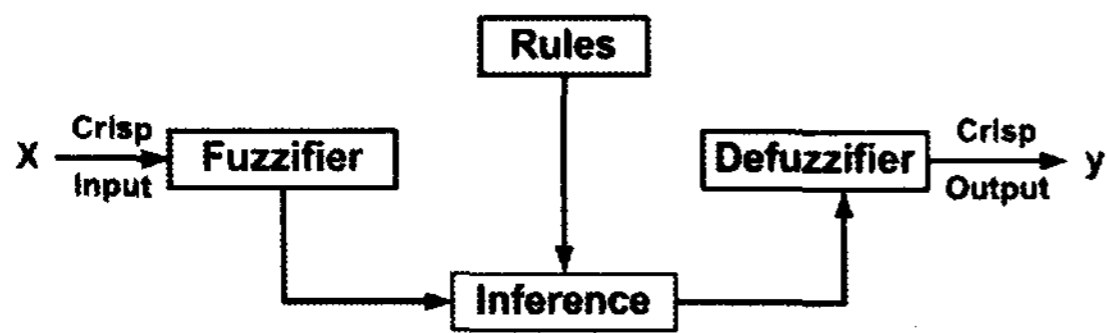 Rules
X
Crisp
Input
Fuzzifier
Defuzzifier
Crisp
Output
y
Inference